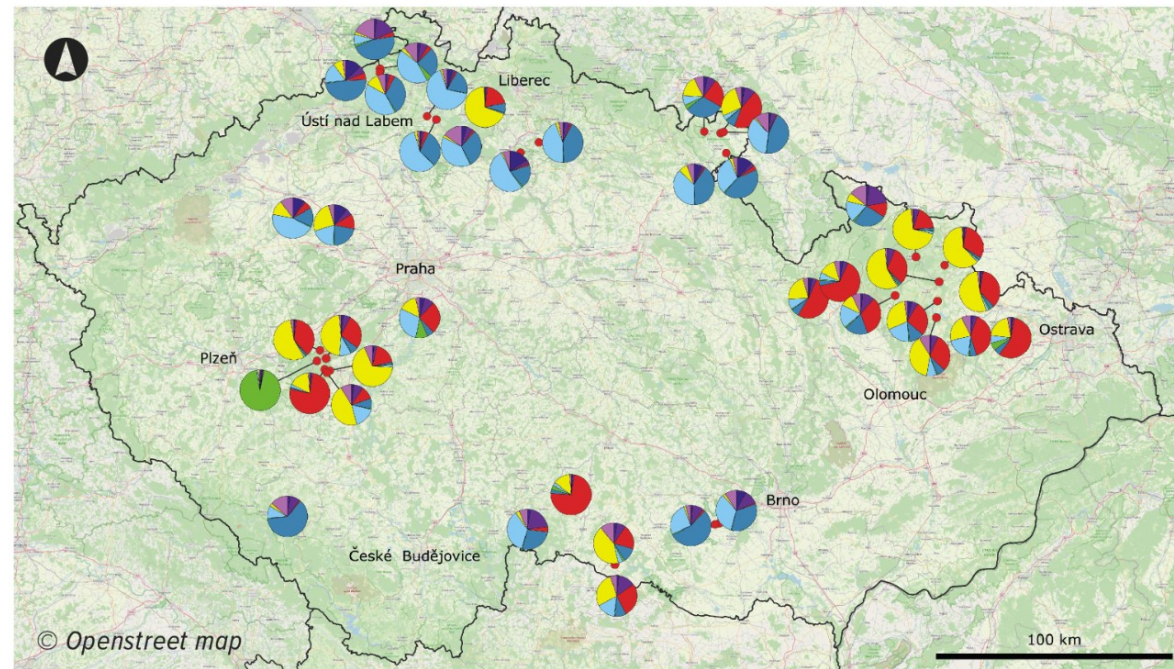 Liberec
Ústí nad Labem
Praha
Plzeň
Ostrava
Olomouc
Brno
České Budějovice
© Openstreet map
100 km